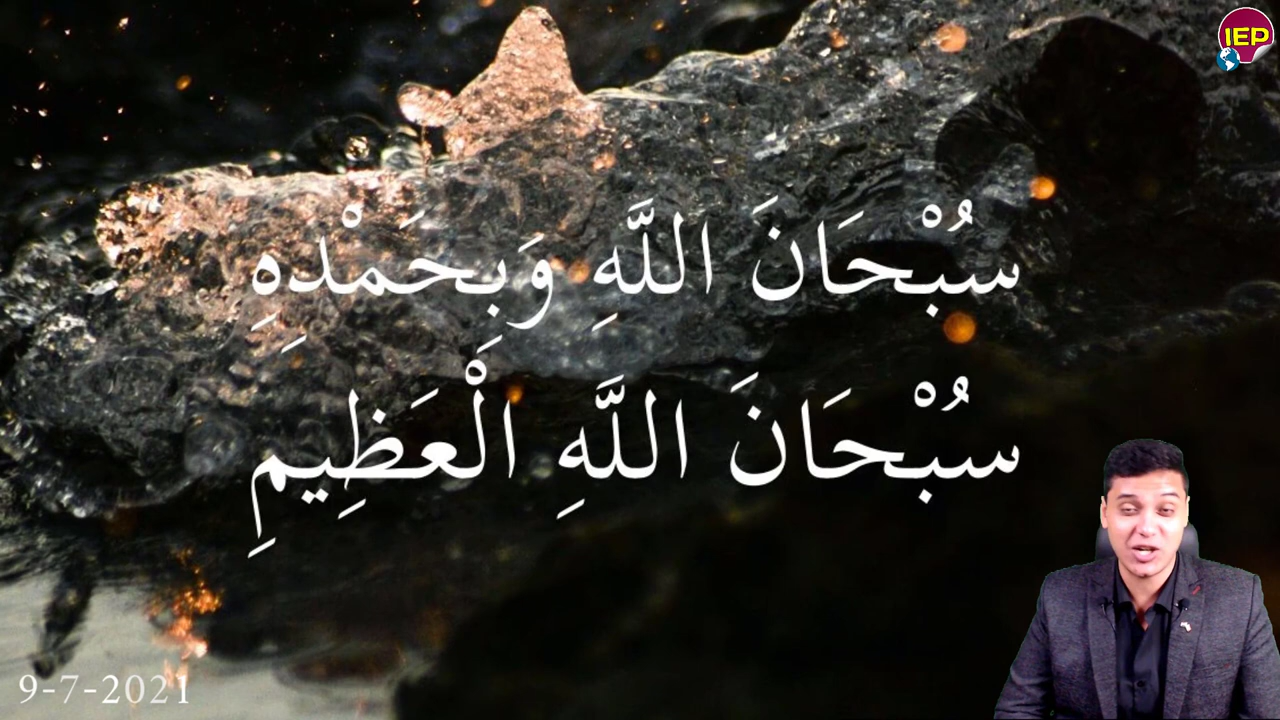 IEP
سُبْحَانَ اللَّهِ وَبِحَمْدِهِ
سُبْحَانَ اللَّهِ الْعَظِيمِ
9-7-2021